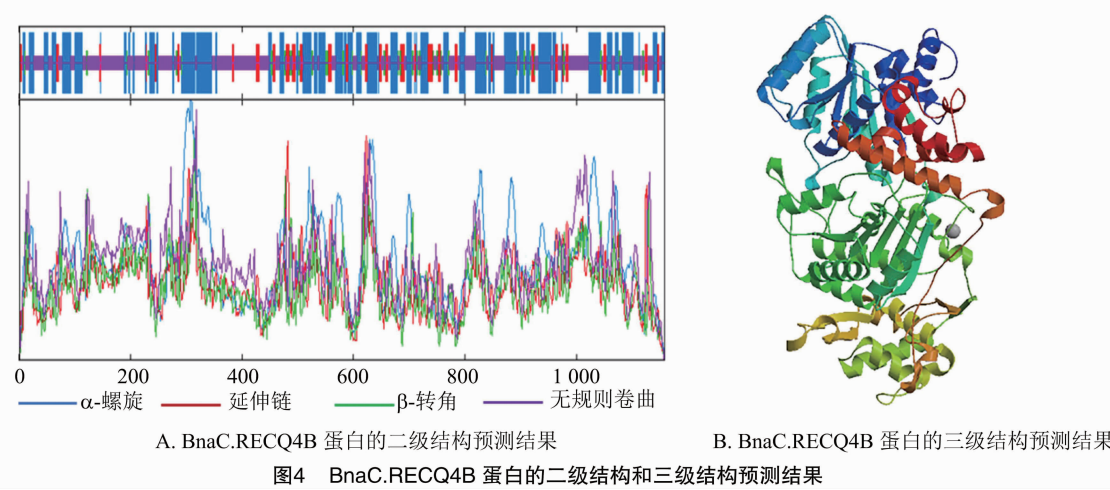 0 200 400 600 800 1 000
α-螺旋 延伸链 β-转角 无规则卷曲
A. BnaC.RECQ4B 蛋白的二级结构预测结果
B. BnaC.RECQ4B 蛋白的三级结构预测结果
图4 BnaC.RECQ4B 蛋白的二级结构和三级结构预测结果